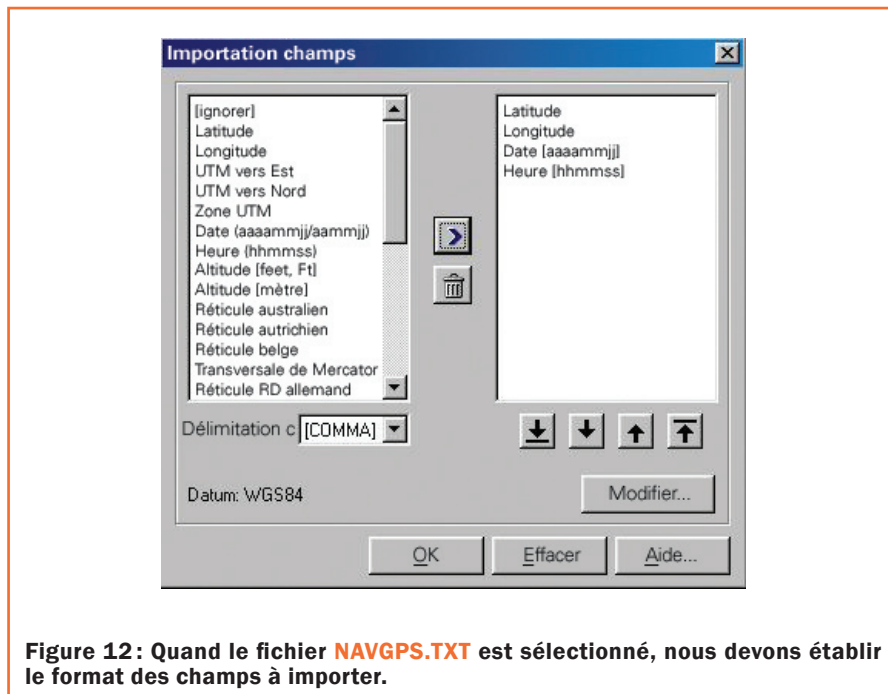 Importation champs
[ignorer]
Latitude
Longitude
UTM vers Est
UTM vers Nord
Zone UTM
Date (aaaammjj/aammjj)
Heure (hhmmss)
Altitude [feet, Ft]
Altitude [mètre]
Réticule australien
Réticule autrichien
Réticule belge
Transversale de Mercator
Réticule RD allemand
Latitude
Longitude
Date [aaaammjj]
Heure [hhmmss]
Délimitation c [COMMA]
Datum: WGS84
Modifier...
OK
Effacer
Aide...
Figure 12: Quand le fichier NAVGPS.TXT est sélectionné, nous devons établir
le format des champs à importer.